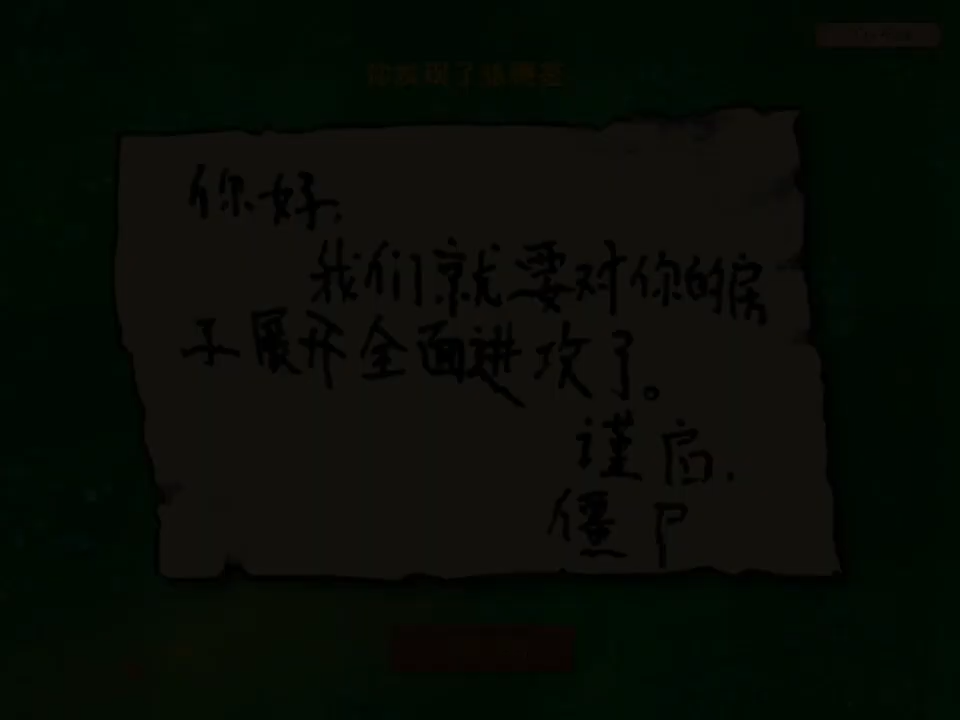 你好,
我们就要对你的房
子展开全面进攻了。
谨启.
僵尸